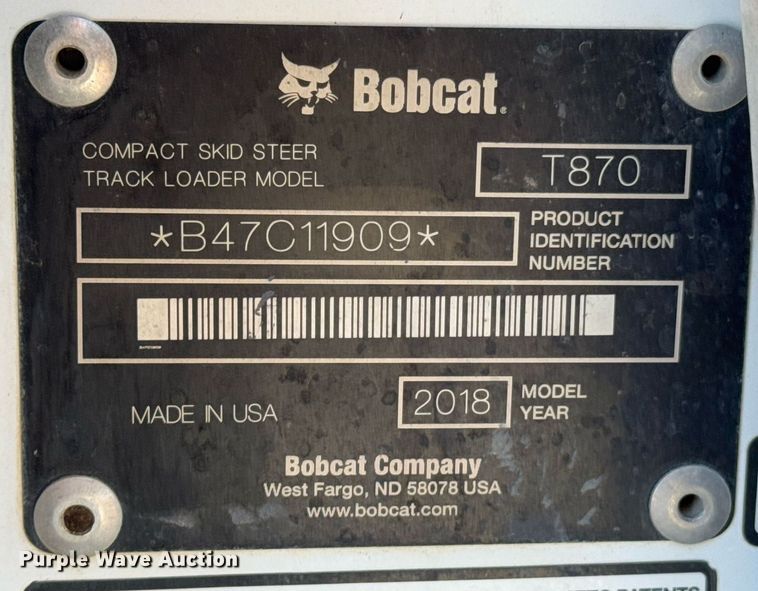 Bobcat.
COMPACT SKID STEER
TRACK LOADER MODEL
T870
*B47C11909*
PRODUCT
IDENTIFICATION
NUMBER
MADE IN USA
2018
MODEL
YEAR
Bobcat Company
West Fargo, ND 58078 USA
www.bobcat.com
Purple Wave Auction
PATENTS